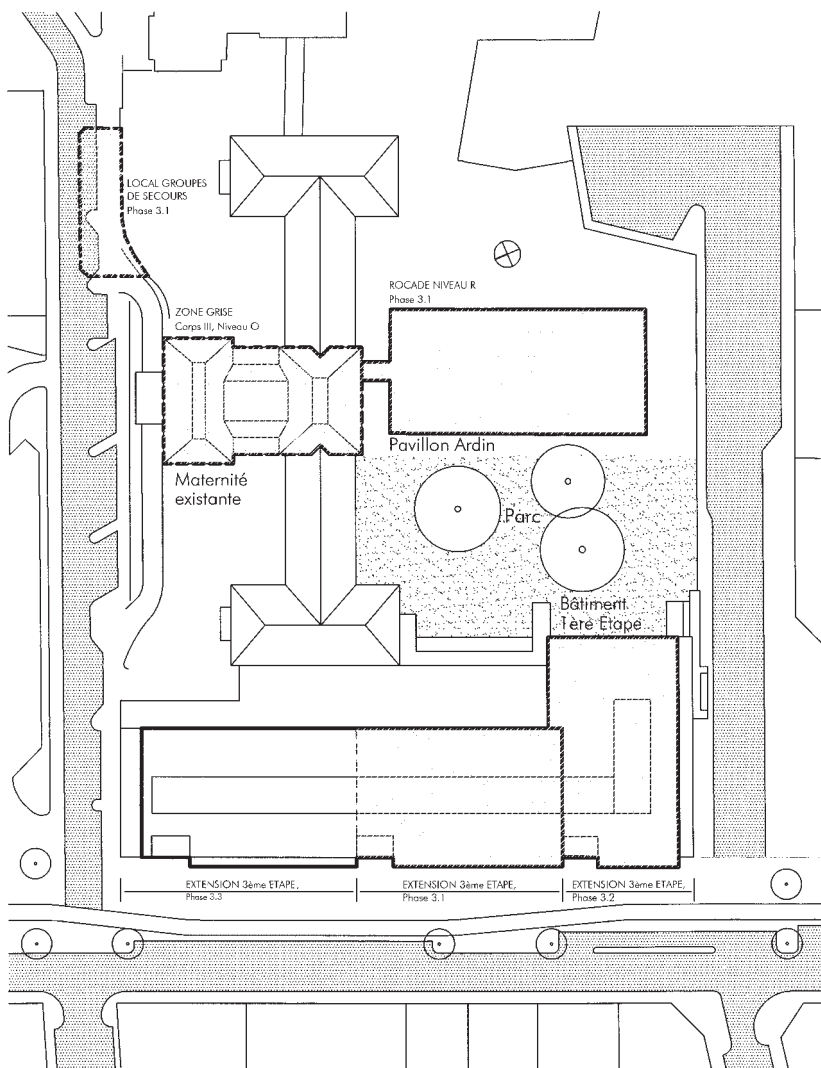 LOCAL GROUPES
DE SECOURS
Phase 3.1
ROCADE NIVEAU R
Phase 3.1
ZONE GRISE
Corps III, Niveau O
Pavillon Ardin
Maternité
existante
Parc
Bâtiment
1ère Etape
EXTENSION 3ème ETAPE,
Phase 3.3
EXTENSION 3ème ETAPE,
Phase 3.1
EXTENSION 3ème ETAPE,
Phase 3.2